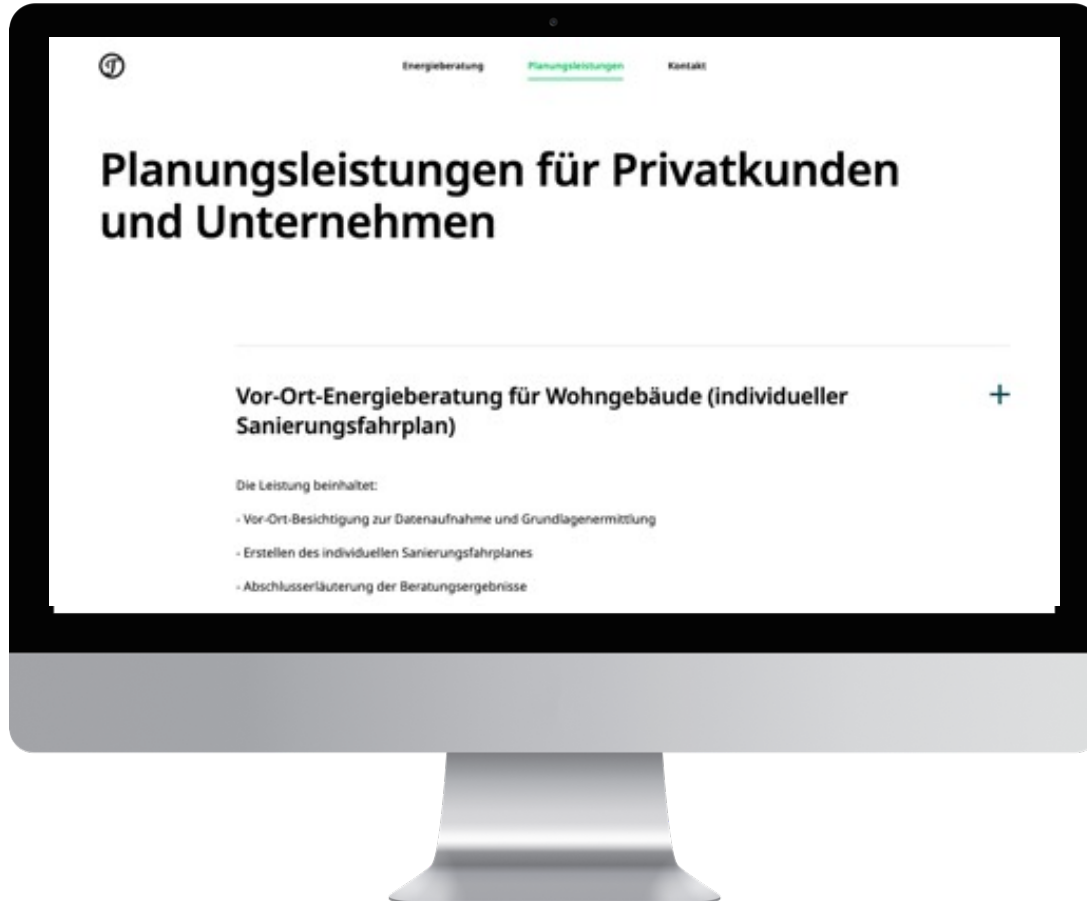 Energieberatung Planungsleistungen Kontakt
Planungsleistungen für Privatkunden
und Unternehmen
Vor-Ort-Energieberatung für Wohngebäude (individueller
Sanierungsfahrplan)
Die Leistung beinhaltet:
- Vor-Ort-Besichtigung zur Datenaufnahme und Grundlagenermittlung
- Erstellen des individuellen Sanierungsfahrplanes
- Abschlusserläuterung der Beratungsergebnisse